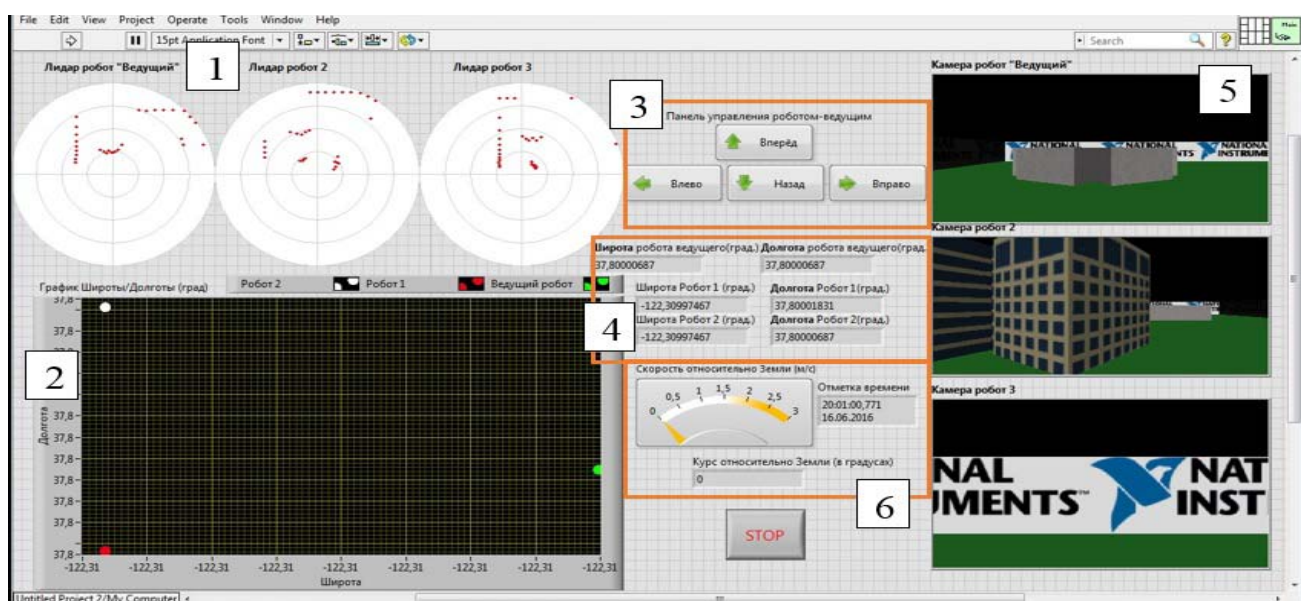 File Edit View Project Operate Tools Window Help
15pt Application Font
Search
Main
1
Лидар робот "Ведущий"
Лидар робот 2
Лидар робот 3
3
Панель управления роботом-ведущим
Вперёд
Влево
Назад
Вправо
Камера робот "Ведущий"
5
NATIONAL
NATIONAL
NTS
INSTRUME
Широта робота ведущего(град.)
Долгота робота ведущего(град.
37,80000687
37,80000687
Широта Робот 1 (град.)
Долгота Робот 1(град.)
-122,30997467
37,80001831
4
Широта Робот 2 (град.)
Долгота Робот 2(град.)
-122,30997467
37,80000687
Камера робот 2
График Широты/Долготы (град)
Робот 2
Робот 1
Ведущий робот
37,8
37,8
37,8
2
37,8
37,8
37,8
37,8
37,8
37,8
37,8
Долгота
-122,31 -122,31 -122,31 -122,31 -122,31 -122,31 -122,31 -122,31 -122,31
Широта
Скорость относительно Земли (м/с)
0 0,5 1 1,5 2 2,5 3
Отметка времени
20:01:00,771
16.06.2016
Курс относительно Земли (в градусах)
0
6
STOP
Камера робот 3
NAL NAT
UMENTS™ INST
Untitled Project 2/My Computer